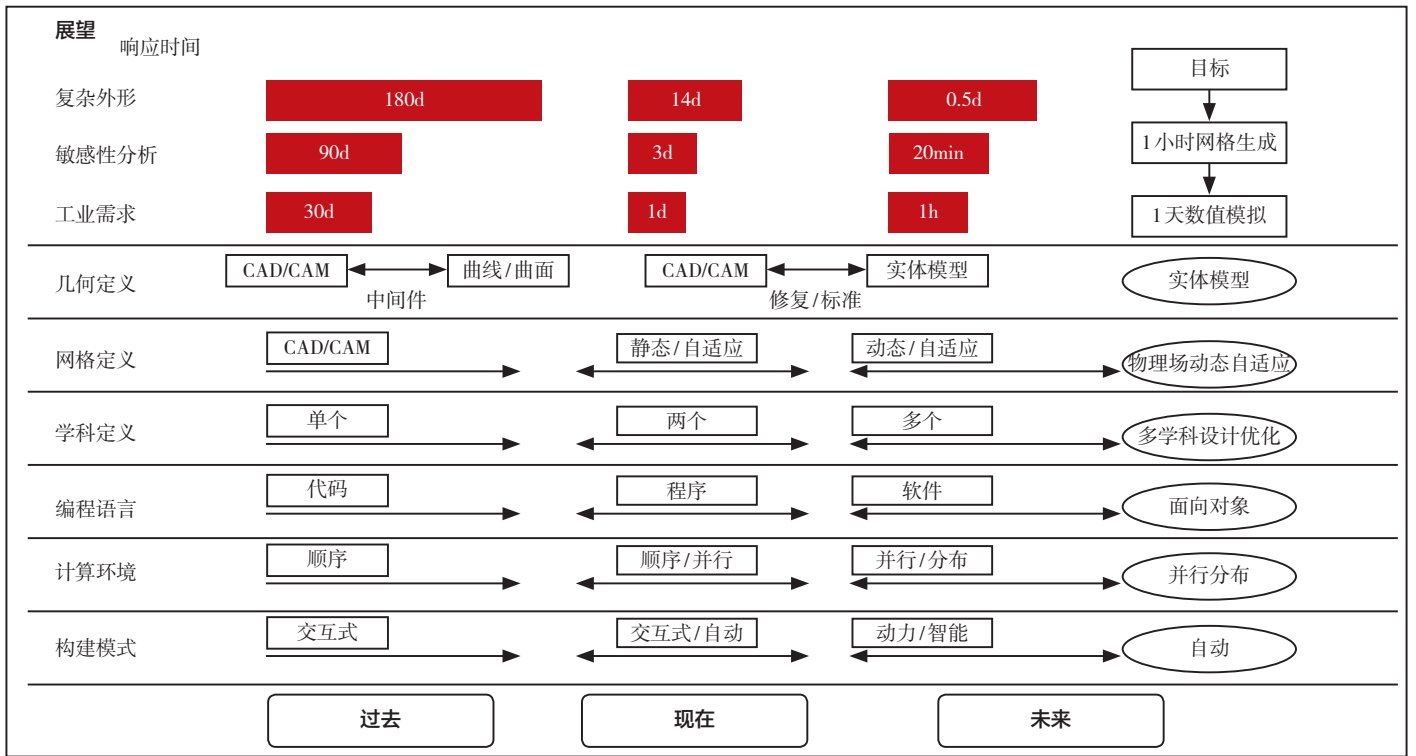 展望
响应时间
复杂外形 180d 14d 0.5d 目标
敏感性分析 90d 3d 20min 1小时网格生成
工业需求 30d 1d 1h 1天数值模拟
几何定义 CAD/CAM 曲线/曲面 CAD/CAM 实体模型 实体模型
中间件 修复/标准
网格定义 CAD/CAM 静态/自适应 动态/自适应 物理场动态自适应
学科定义 单个 两个 多个 多学科设计优化
编程语言 代码 程序 软件 面向对象
计算环境 顺序 顺序/并行 并行/分布 并行分布
构建模式 交互式 交互式/自动 动力/智能 自动
过去 现在 未来